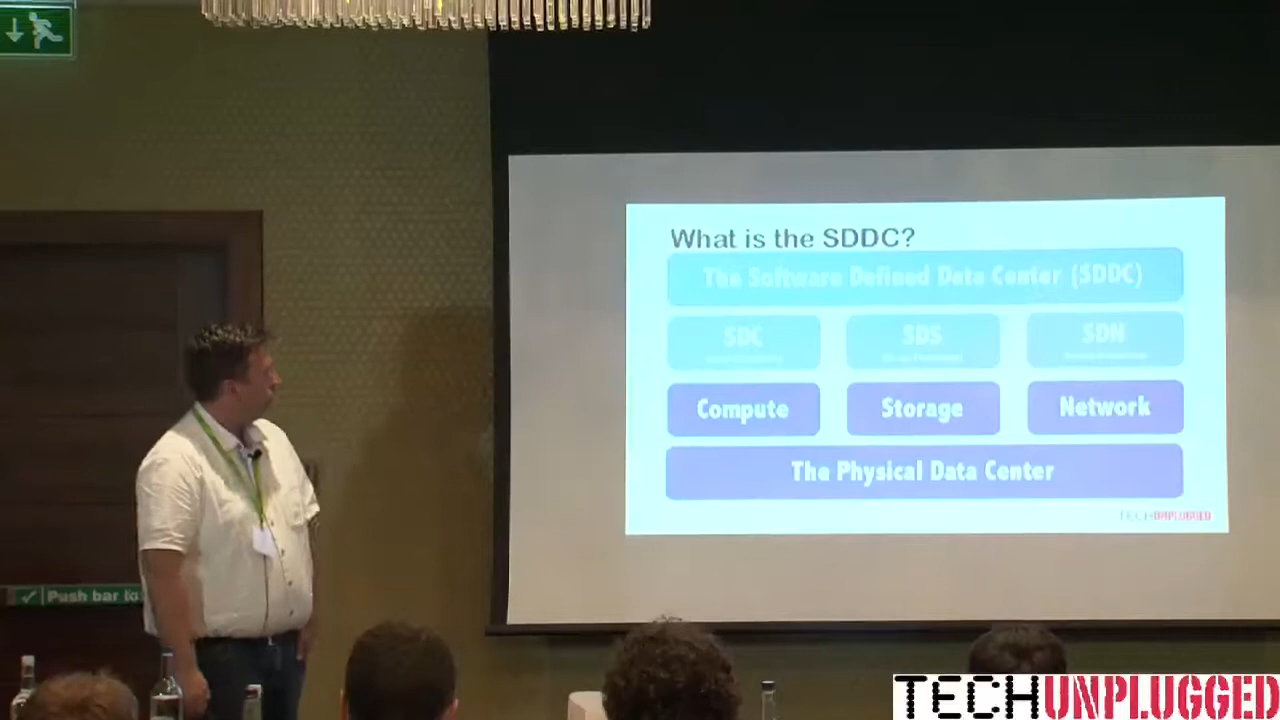 What is the SDDC?
The Software Defined Data Center (SDDC)
SDC SDS SDN
Compute Storage Network
The Physical Data Center
TECHUNPLUGGED
Push bar to
TECHUNPLUGGED